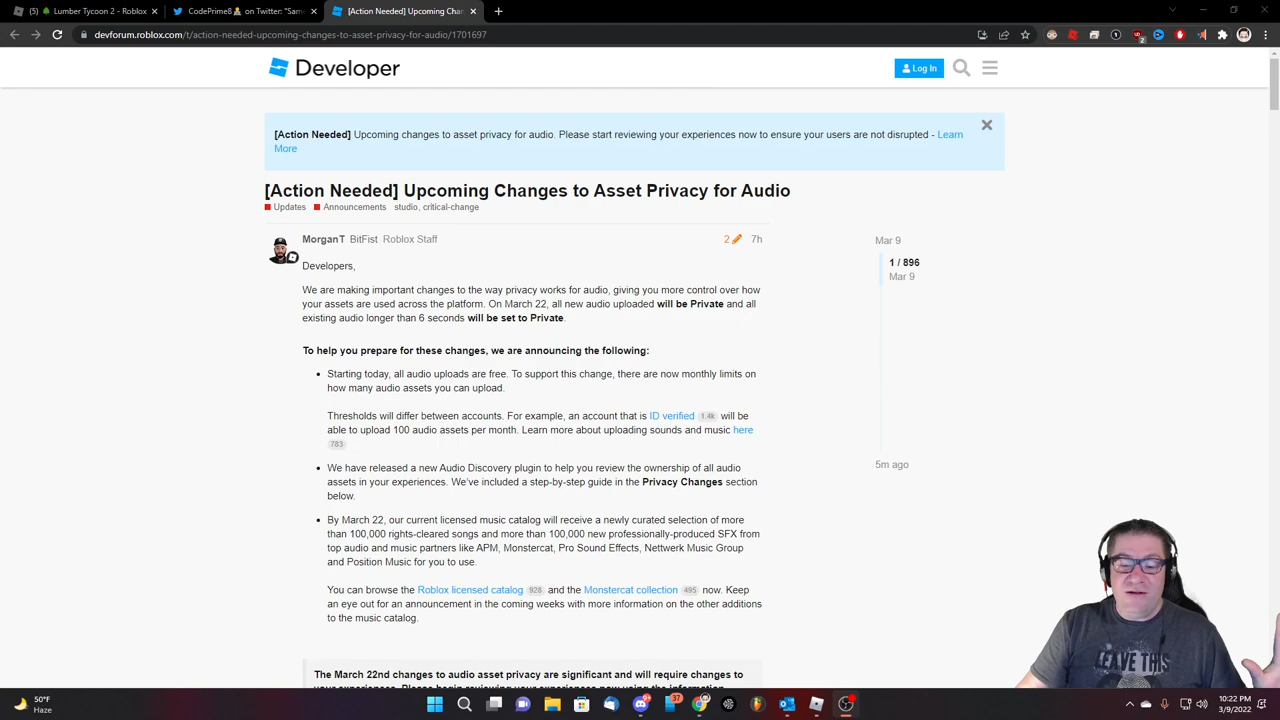 (5) 🌲 Lumber Tycoon 2 - Roblox
CodePrime8🧑‍💼 on Twitter: "Same
[Action Needed] Upcoming Chang
devforum.roblox.com/t/action-needed-upcoming-changes-to-asset-privacy-for-audio/1701697
Developer
Log In
[Action Needed] Upcoming changes to asset privacy for audio. Please start reviewing your experiences now to ensure your users are not disrupted - Learn
More
[Action Needed] Upcoming Changes to Asset Privacy for Audio
Updates Announcements studio, critical-change
MorganT BitFist Roblox Staff 2 7h
Developers,
We are making important changes to the way privacy works for audio, giving you more control over how
your assets are used across the platform. On March 22, all new audio uploaded will be Private and all
existing audio longer than 6 seconds will be set to Private.
To help you prepare for these changes, we are announcing the following:
• Starting today, all audio uploads are free. To support this change, there are now monthly limits on
how many audio assets you can upload.
Thresholds will differ between accounts. For example, an account that is ID verified 1.4k will be
able to upload 100 audio assets per month. Learn more about uploading sounds and music here
783
• We have released a new Audio Discovery plugin to help you review the ownership of all audio
assets in your experiences. We've included a step-by-step guide in the Privacy Changes section
below.
• By March 22, our current licensed music catalog will receive a newly curated selection of more
than 100,000 rights-cleared songs and more than 100,000 new professionally-produced SFX from
top audio and music partners like APM, Monstercat, Pro Sound Effects, Nettwerk Music Group
and Position Music for you to use.
You can browse the Roblox licensed catalog 928 and the Monstercat collection 495 now. Keep
an eye out for an announcement in the coming weeks with more information on the other additions
to the music catalog.
The March 22nd changes to audio asset privacy are significant and will require changes to
Mar 9
1 / 896
Mar 9
5m ago
LEAVE THIS
50°F
Haze
37
10:22 PM
3/9/2022